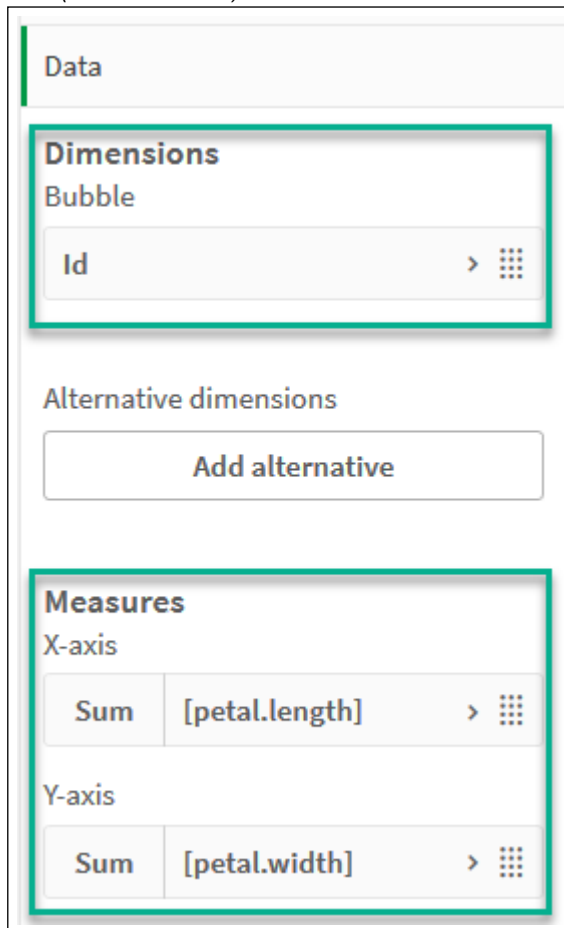 Data
Dimensions
Bubble
Id
Alternative dimensions
Add alternative
Measures
X-axis
Sum [petal.length]
Y-axis
Sum [petal.width]